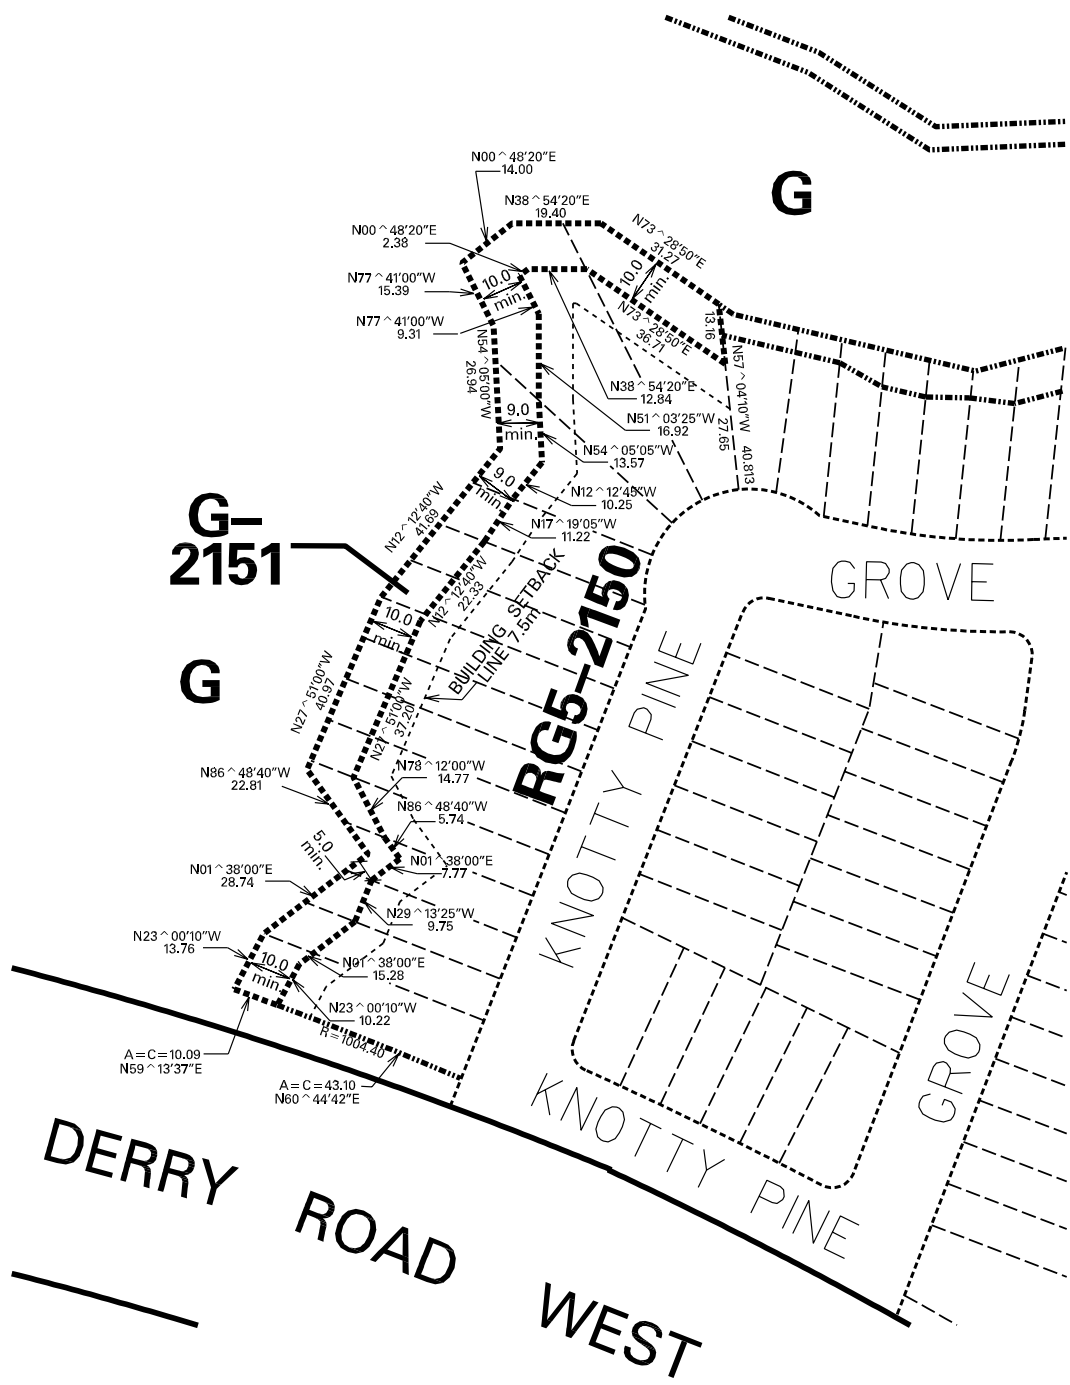 N00^48'20"E
14.00
G
N38^54'20"E
19.40
N73^28'50"E
31.27
N00^48'20"E
2.38
10.0
min.
10.0
min.
N77^41'00"W
15.39
N77^41'00"W
9.31
N73^28'50"E
36.71
13.16
N54^05'00"W
26.94
N57^04'10"W
27.65
40.813
N38^54'20"E
12.84
9.0
min.
N51^03'25"W
16.92
N54^05'05"W
13.57
9.0
min.
N12^12'45"W
10.25
N12^12'40"W
41.69
N17^19'05"W
11.22
G-
2151
N12^12'40"W
22.33
BUILDING SETBACK
LINE 7.5m
RG5-2150
GROVE
10.0
min.
G
N27^51'00"W
40.97
N27^51'00"W
37.20
KNOTTY PINE
N86^48'40"W
22.81
N78^12'00"W
14.77
N86^48'40"W
5.74
5.0
min.
N01^38'00"E
28.74
N01^38'00"E
7.77
N29^13'25"W
9.75
N23^00'10"W
13.76
10.0
min.
N01^38'00"E
15.28
N23^00'10"W
10.22
R=1004.40
A=C=10.09
N59^13'37"E
A=C=43.10
N60^44'42"E
GROVE
KNOTTY PINE
DERRY ROAD WEST